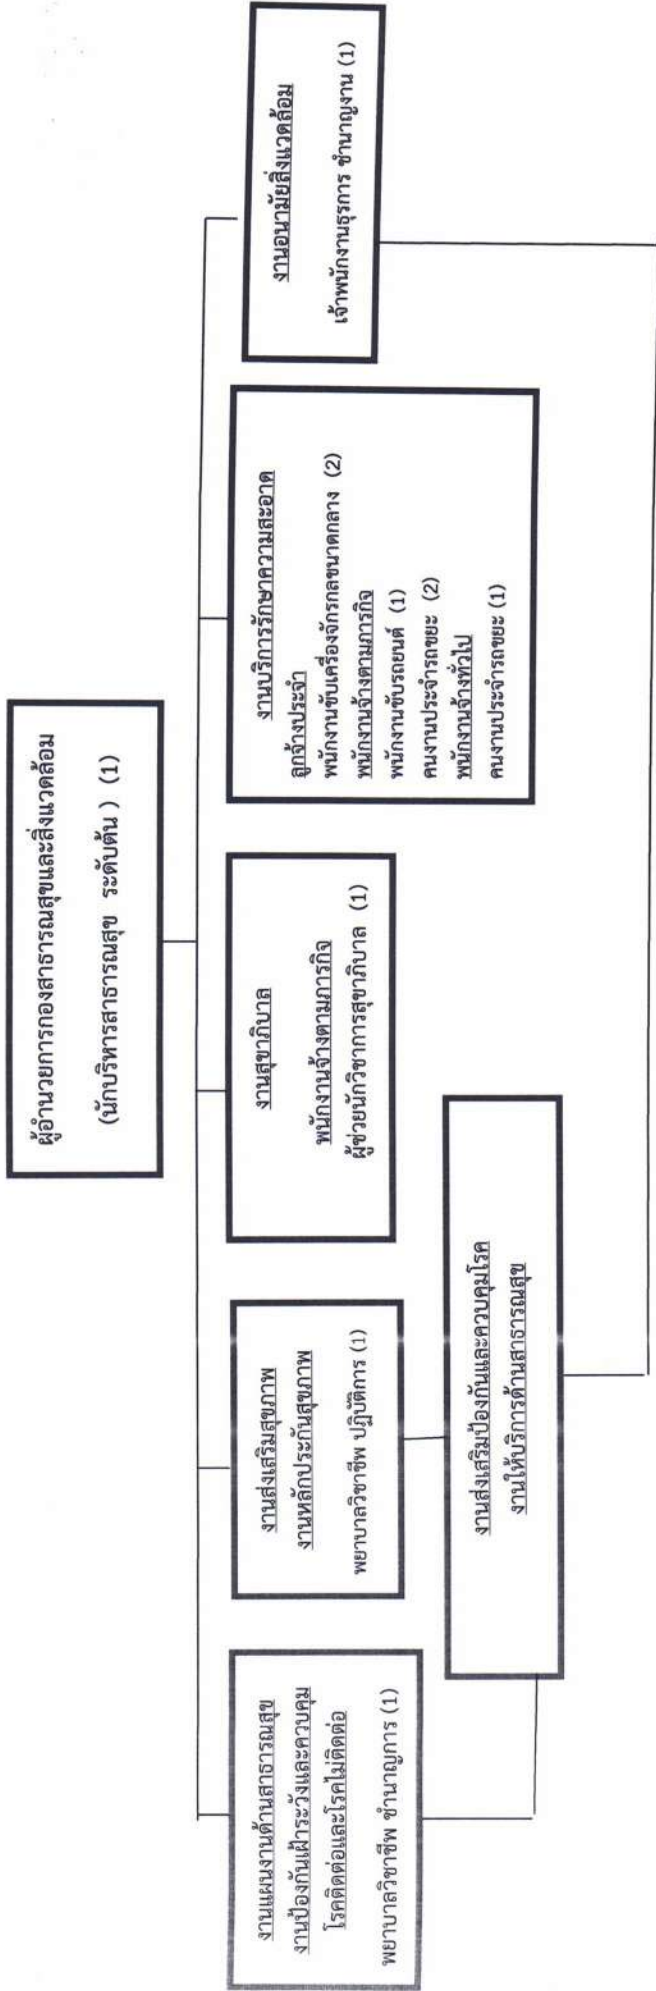 ผู้อำนวยการกองสาธารณสุขและสิ่งแวดล้อม
(นักบริหารสาธารณสุข ระดับต้น ) (1)
งานแผนงานด้านสาธารณสุข
งานป้องกันเฝ้าระวังและควบคุม
โรคติดต่อและโรคไม่ติดต่อ
พยาบาลวิชาชีพ ชำนาญการ (1)
งานส่งเสริมสุขภาพ
งานหลักประกันสุขภาพ
พยาบาลวิชาชีพ ปฏิบัติการ (1)
งานสุขาภิบาล
พนักงานจ้างตามภารกิจ
ผู้ช่วยนักวิชาการสุขาภิบาล (1)
งานบริการรักษาความสะอาด
ลูกจ้างประจำ
พนักงานขับเครื่องจักรกลขนาดกลาง (2)
พนักงานจ้างตามภารกิจ
พนักงานขับรถยนต์ (1)
คนงานประจำรถขยะ (2)
พนักงานจ้างทั่วไป
คนงานประจำรถขยะ (1)
งานอนามัยสิ่งแวดล้อม
เจ้าพนักงานธุรการ ชำนาญงาน (1)
งานส่งเสริมป้องกันและควบคุมโรค
งานให้บริการด้านสาธารณสุข